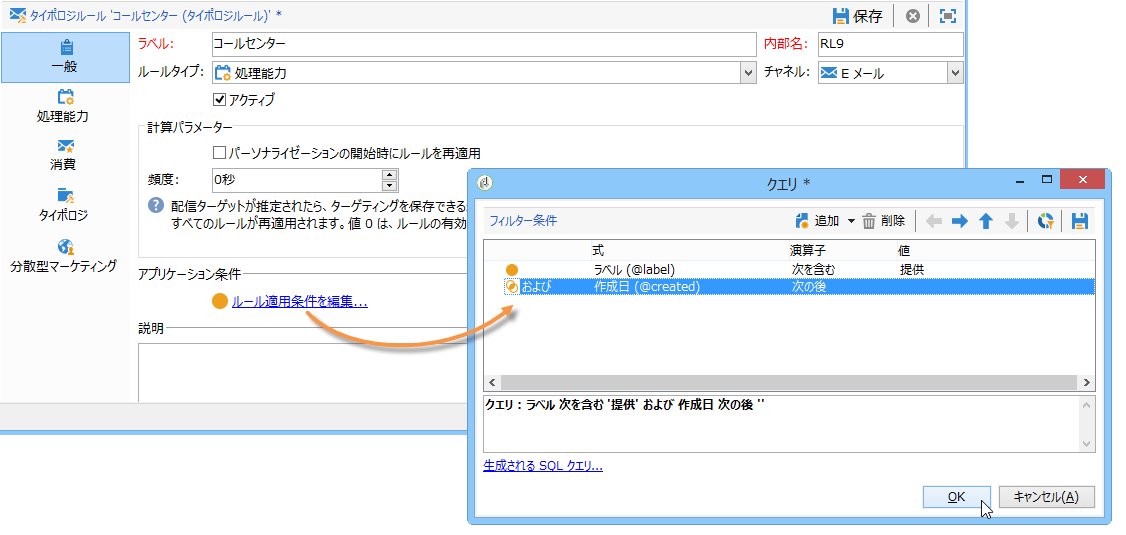 タイポロジルール 'コールセンター (タイポロジルール)' *
保存
一般
処理能力
消費
タイポロジ
分散型マーケティング
ラベル: コールセンター 内部名: RL9
ルールタイプ: 処理能力 チャネル: E メール
アクティブ
計算パラメーター
パーソナライゼーションの開始時にルールを再適用
頻度: 0秒
配信ターゲットが推定されたら、ターゲティングを保存できる
すべてのルールが再適用されます。値 0 は、ルールの有効
アプリケーション条件
ルール適用条件を編集...
説明
クエリ *
フィルター条件 追加 削除
式 演算子 値
ラベル (@label) 次を含む 提供
および 作成日 (@created) 次の後
クエリ : ラベル 次を含む '提供' および 作成日 次の後 ''
生成される SQL クエリ...
OK キャンセル(A)